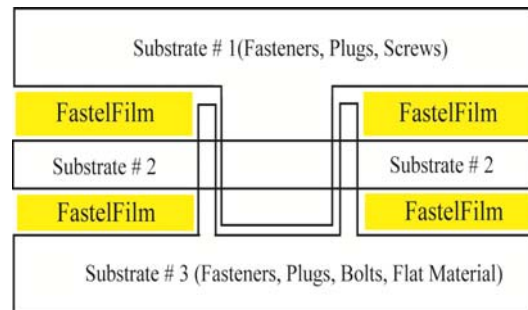 Substrate # 1(Fasteners, Plugs, Screws)
FastelFilm FastelFilm
Substrate # 2 Substrate # 2
FastelFilm FastelFilm
Substrate # 3 (Fasteners, Plugs, Bolts, Flat Material)